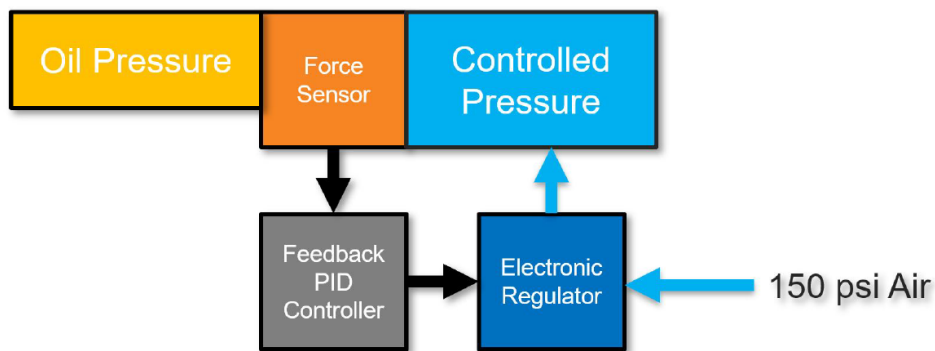 Oil Pressure
Force
Sensor
Controlled
Pressure
Feedback
PID
Controller
Electronic
Regulator
150 psi Air